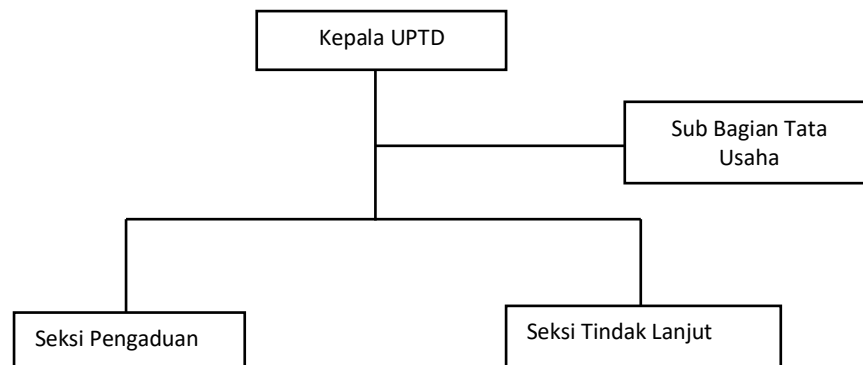 Kepala UPTD
Sub Bagian Tata
Usaha
Seksi Pengaduan
Seksi Tindak Lanjut